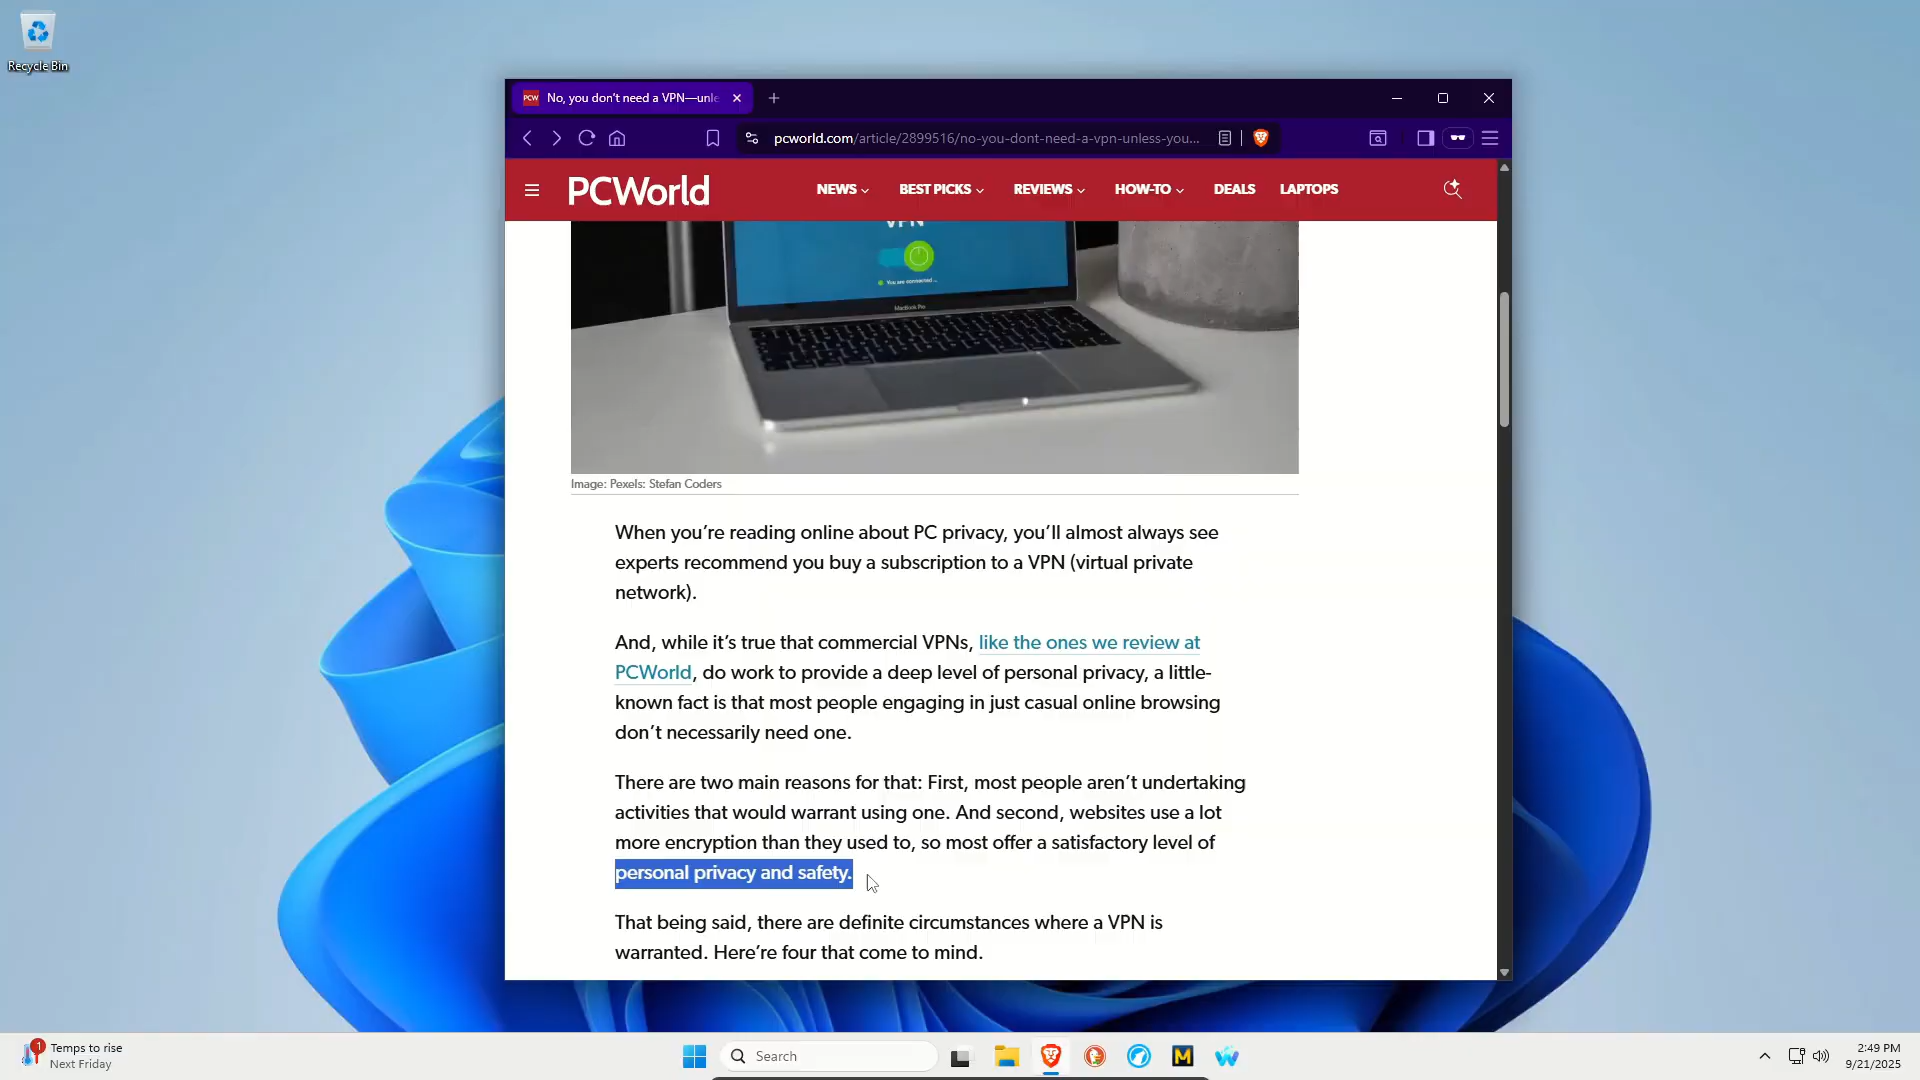 Recycle Bin
PCW No, you don't need a VPN—unle
pcworld.com/article/2899516/no-you-dont-need-a-vpn-unless-you...
PCWorld
NEWS
BEST PICKS
REVIEWS
HOW-TO
DEALS
LAPTOPS
VPN
You are connected ...
MacBook Pro
Image: Pexels: Stefan Coders
When you’re reading online about PC privacy, you’ll almost always see
experts recommend you buy a subscription to a VPN (virtual private
network).
And, while it’s true that commercial VPNs, like the ones we review at
PCWorld, do work to provide a deep level of personal privacy, a little-
known fact is that most people engaging in just casual online browsing
don’t necessarily need one.
There are two main reasons for that: First, most people aren’t undertaking
activities that would warrant using one. And second, websites use a lot
more encryption than they used to, so most offer a satisfactory level of
personal privacy and safety.
That being said, there are definite circumstances where a VPN is
warranted. Here’re four that come to mind.
1
Temps to rise
Next Friday
Search
M
2:49 PM
9/21/2025